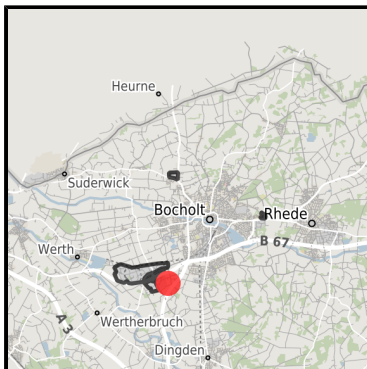 Heurne
Suderwick
Bocholt
Rhede
B 67
Werth
A 3
Wertherbruch
Dingden